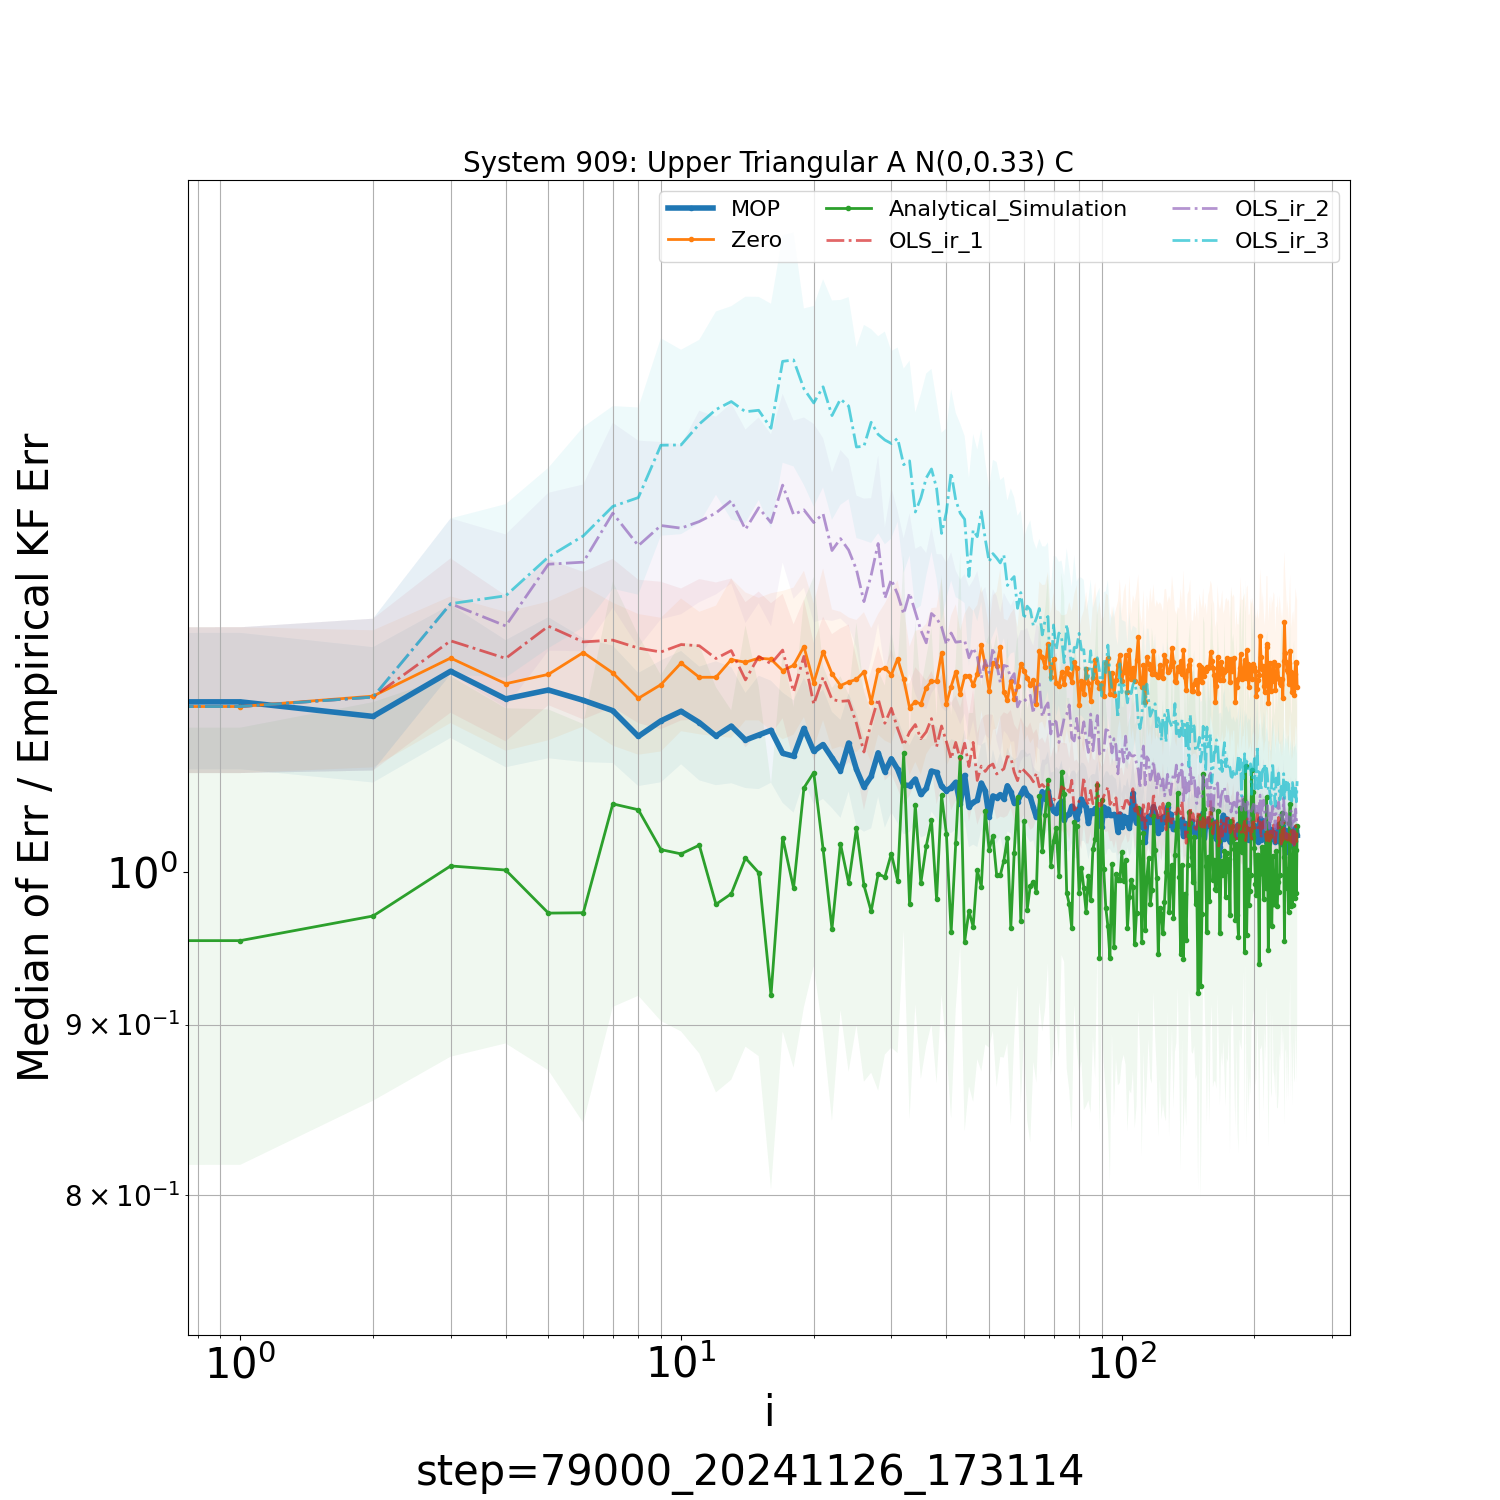 System 909: Upper Triangular A N(0,0.33) C
MOP
Zero
Analytical_Simulation
OLS_ir_1
OLS_ir_2
OLS_ir_3
Median of Err / Empirical KF Err
10⁰
9 × 10⁻¹
8 × 10⁻¹
10⁰ 10¹ 10²
i
step=79000_20241126_173114